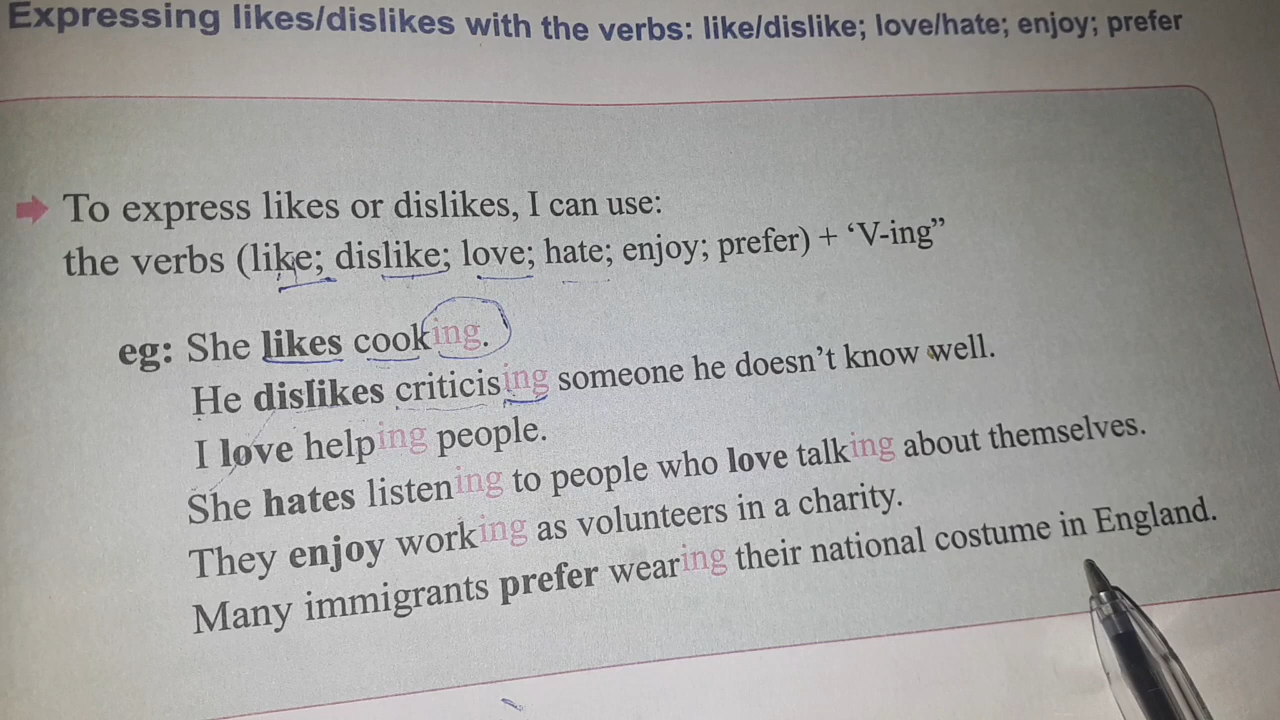 Expressing likes/dislikes with the verbs: like/dislike; love/hate; enjoy; prefer
To express likes or dislikes, I can use:
the verbs (like; dislike; love; hate; enjoy; prefer) + ‘V-ing”
eg: She likes cooking.
He dislikes criticising someone he doesn’t know well.
I love helping people.
She hates listening to people who love talking about themselves.
They enjoy working as volunteers in a charity.
Many immigrants prefer wearing their national costume in England.